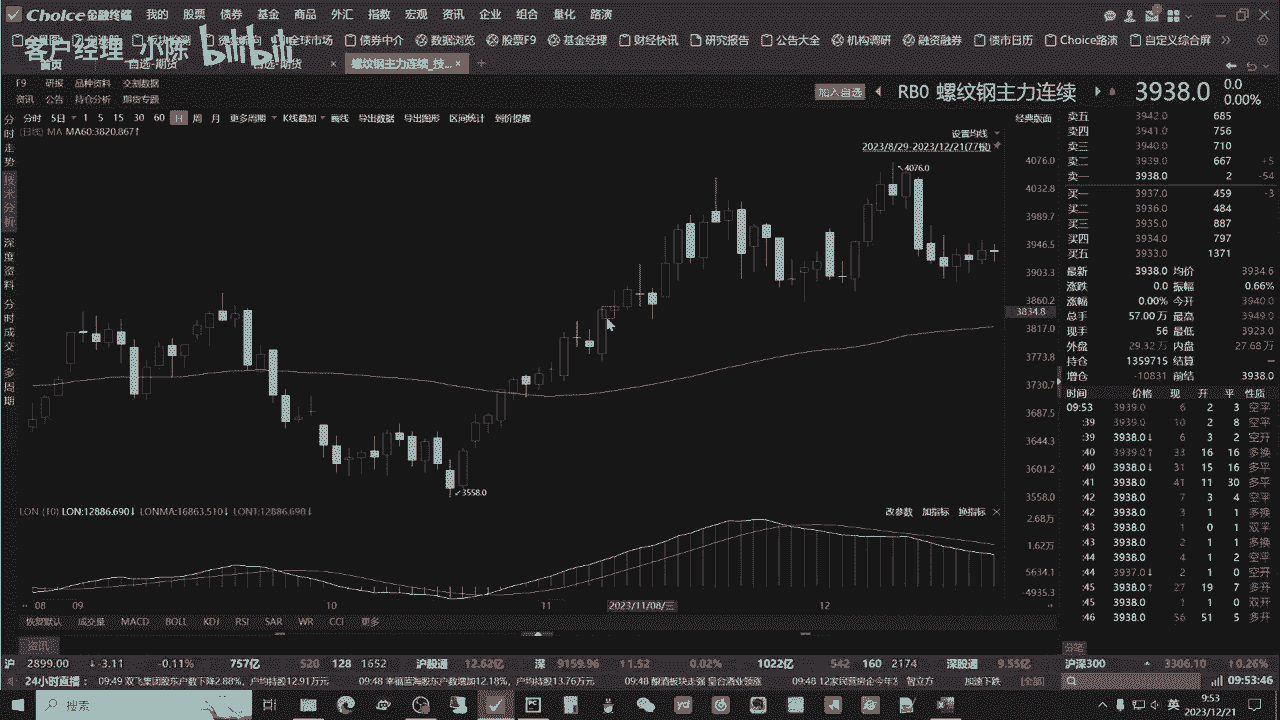 Choice金融终端 我的 股票 债券 基金 商品 外汇 指数 宏观 资讯 企业 组合 量化 路演
全球市场 债券中介 数据浏览 股票F9 基金经理 财经快讯 研究报告 公告大全 机构调研 融资融券 债市日历 Choice路演 自定义综合屏
客户经理 小陈 bilibili
首页 自选-期货 自选-期货 × 螺纹钢主力连续_技... ×
F9 研报 品种资料 交割数据
资讯 公告 持仓分析 期货专题
加入自选 RB0 螺纹钢主力连续 3938.0 0.0 0.00%
分时 5日 1 5 15 30 60 日 周 月 更多周期 K线叠加 画线 导出数据 导出图形 区间统计 到价提醒 经典版面
(日线) MA MA60:3820.867↑ 设置均线
2023/8/29-2023/12/21(77根)
分时走势
技术分析
深度资料
分时成交
多周期
4076.0
3558.0
4076.0
4032.8
3989.7
3946.5
3903.3
3860.2
3834.8
3817.0
3773.8
3730.7
3687.5
3644.3
3601.2
3558.0
LON (10) LON:12886.690↓ LONMA:16863.510↓ LONT:12886.690↓ 改参数 加指标 换指标
2.68万
1.62万
5634.1
-4935.3
08 09 10 11 2023/11/08/三 12
恢复默认 成交量 MACD BOLL KDJ RSI SAR WR CCI 更多
卖五 3942.0 685
卖四 3941.0 756
卖三 3940.0 710
卖二 3939.0 667 +5
卖一 3938.0 2 -54
买一 3937.0 459 -3
买二 3936.0 484
买三 3935.0 887
买四 3934.0 797
买五 3933.0 1371
最新 3938.0 均价 3934.6
涨跌 0.0 振幅 0.66%
涨幅 0.00% 今开 3940.0
总手 57.00万 最高 3949.0
现手 56 最低 3923.0
外盘 29.32万 内盘 27.68万
持仓 1359715 结算 —
增仓 -10831 前结 3938.0
时间 价格 现 开 平 性质
09:53 3939.0 6 2 3 空平
:39 3939.0 10 2 8 空平
:39 3938.0↓ 6 3 2 空开
:40 3939.0↑ 33 16 16 多换
:40 3938.0↓ 31 15 16 多平
:41 3938.0 41 11 30 多平
:42 3938.0 7 3 4 空平
:42 3938.0 3 1 1 多换
:43 3938.0 1 0 1 双平
:43 3938.0 2 1 1 多换
:44 3938.0 4 1 2 空平
:44 3937.0↓ 2 1 0 空开
:45 3938.0↑ 27 19 7 多开
:45 3938.0 1 1 0 双开
:46 3938.0 56 51 5 多开
资讯 分笔
沪 2899.00 ↓-3.11 -0.11% 757亿 520 128 沪股通 12.62亿 深 9159.96 11.52 0.02% 1022亿 542 160 2174 深股通 9.55亿 沪深300 3306.10 +0.26%
24小时直播: 09:49 双飞集团股东户数下降2.88%，户均持股12.91万元 09:48 幸福蓝海股东户数增加12.18%，户均持股13.76万元 09:48 酿酒板块走强 皇台酒业领涨 加速下跌 [全部] 09:53:46
搜索 英 9:53
2023/12/21